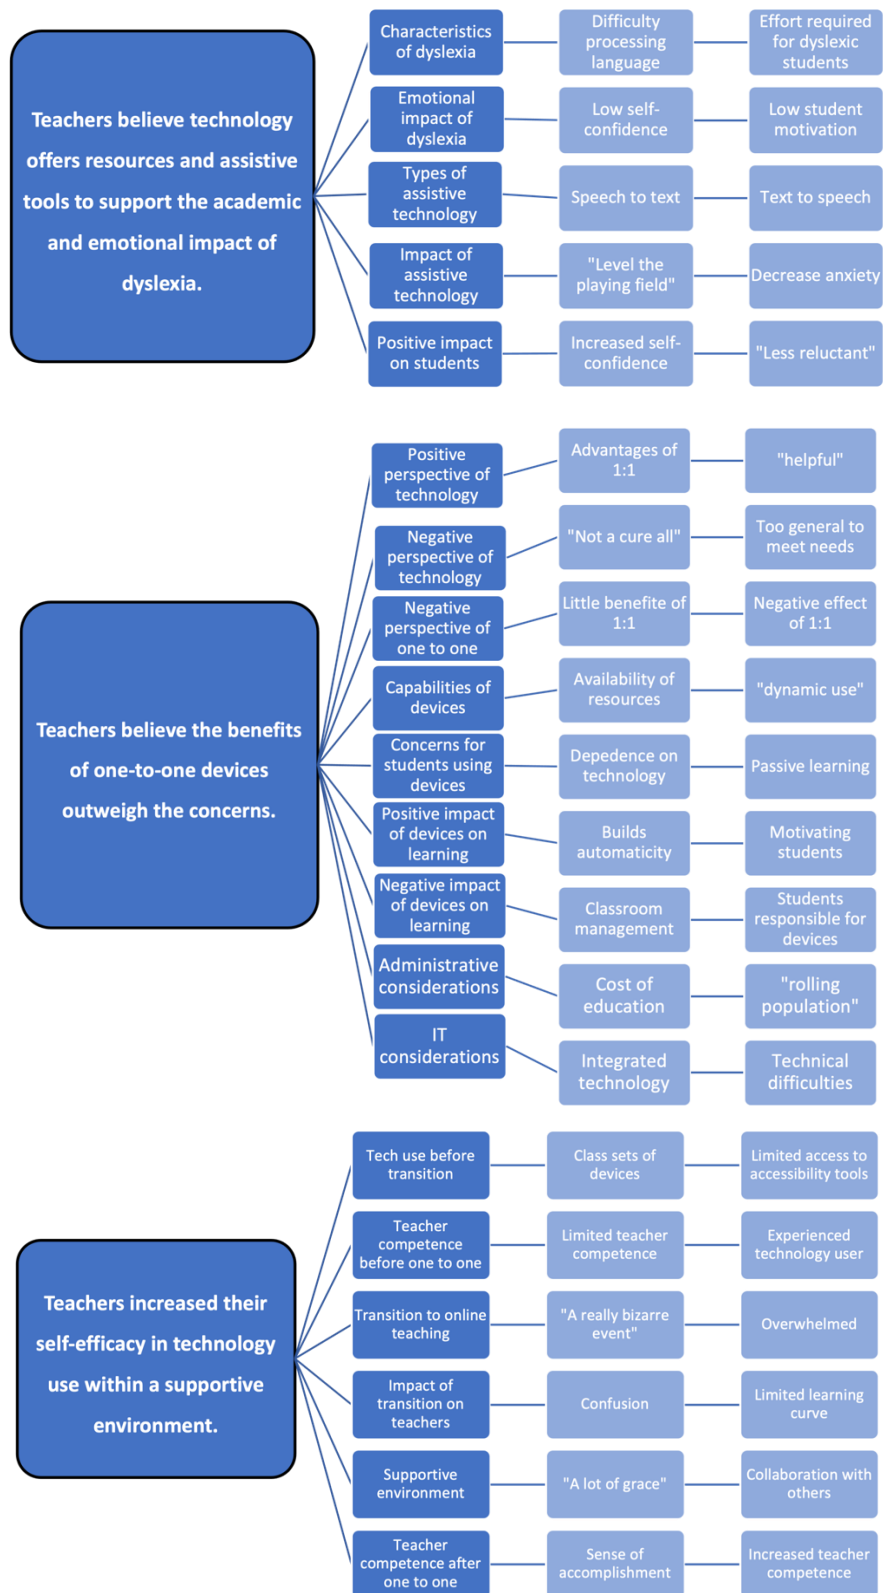 Teachers believe technology
offers resources and assistive
tools to support the academic
and emotional impact of
dyslexia.
Characteristics
of dyslexia
Difficulty
processing
language
Effort required
for dyslexic
students
Emotional
impact of
dyslexia
Low self-
confidence
Low student
motivation
Types of
assistive
technology
Speech to text
Text to speech
Impact of
assistive
technology
"Level the
playing field"
Decrease anxiety
Positive impact
on students
Increased self-
confidence
"Less reluctant"
Teachers believe the benefits
of one-to-one devices
outweigh the concerns.
Positive
perspective of
technology
Advantages of
1:1
"helpful"
Negative
perspective of
technology
"Not a cure all"
Too general to
meet needs
Negative
perspective of
one to one
Little benefite of
1:1
Negative effect
of 1:1
Capabilities of
devices
Availability of
resources
"dynamic use"
Concerns for
students using
devices
Depedence on
technology
Passive learning
Positive impact
of devices on
learning
Builds
automaticity
Motivating
students
Negative impact
of devices on
learning
Classroom
management
Students
responsible for
devices
Administrative
considerations
Cost of
education
"rolling
population"
IT
considerations
Integrated
technology
Technical
difficulties
Teachers increased their
self-efficacy in technology
use within a supportive
environment.
Tech use before
transition
Class sets of
devices
Limited access to
accessibility tools
Teacher
competence
before one to one
Limited teacher
competence
Experienced
technology user
Transition to online
teaching
"A really bizarre
event"
Overwhelmed
Impact of
transition on
teachers
Confusion
Limited learning
curve
Supportive
environment
"A lot of grace"
Collaboration with
others
Teacher
competence after
one to one
Sense of
accomplishment
Increased teacher
competence